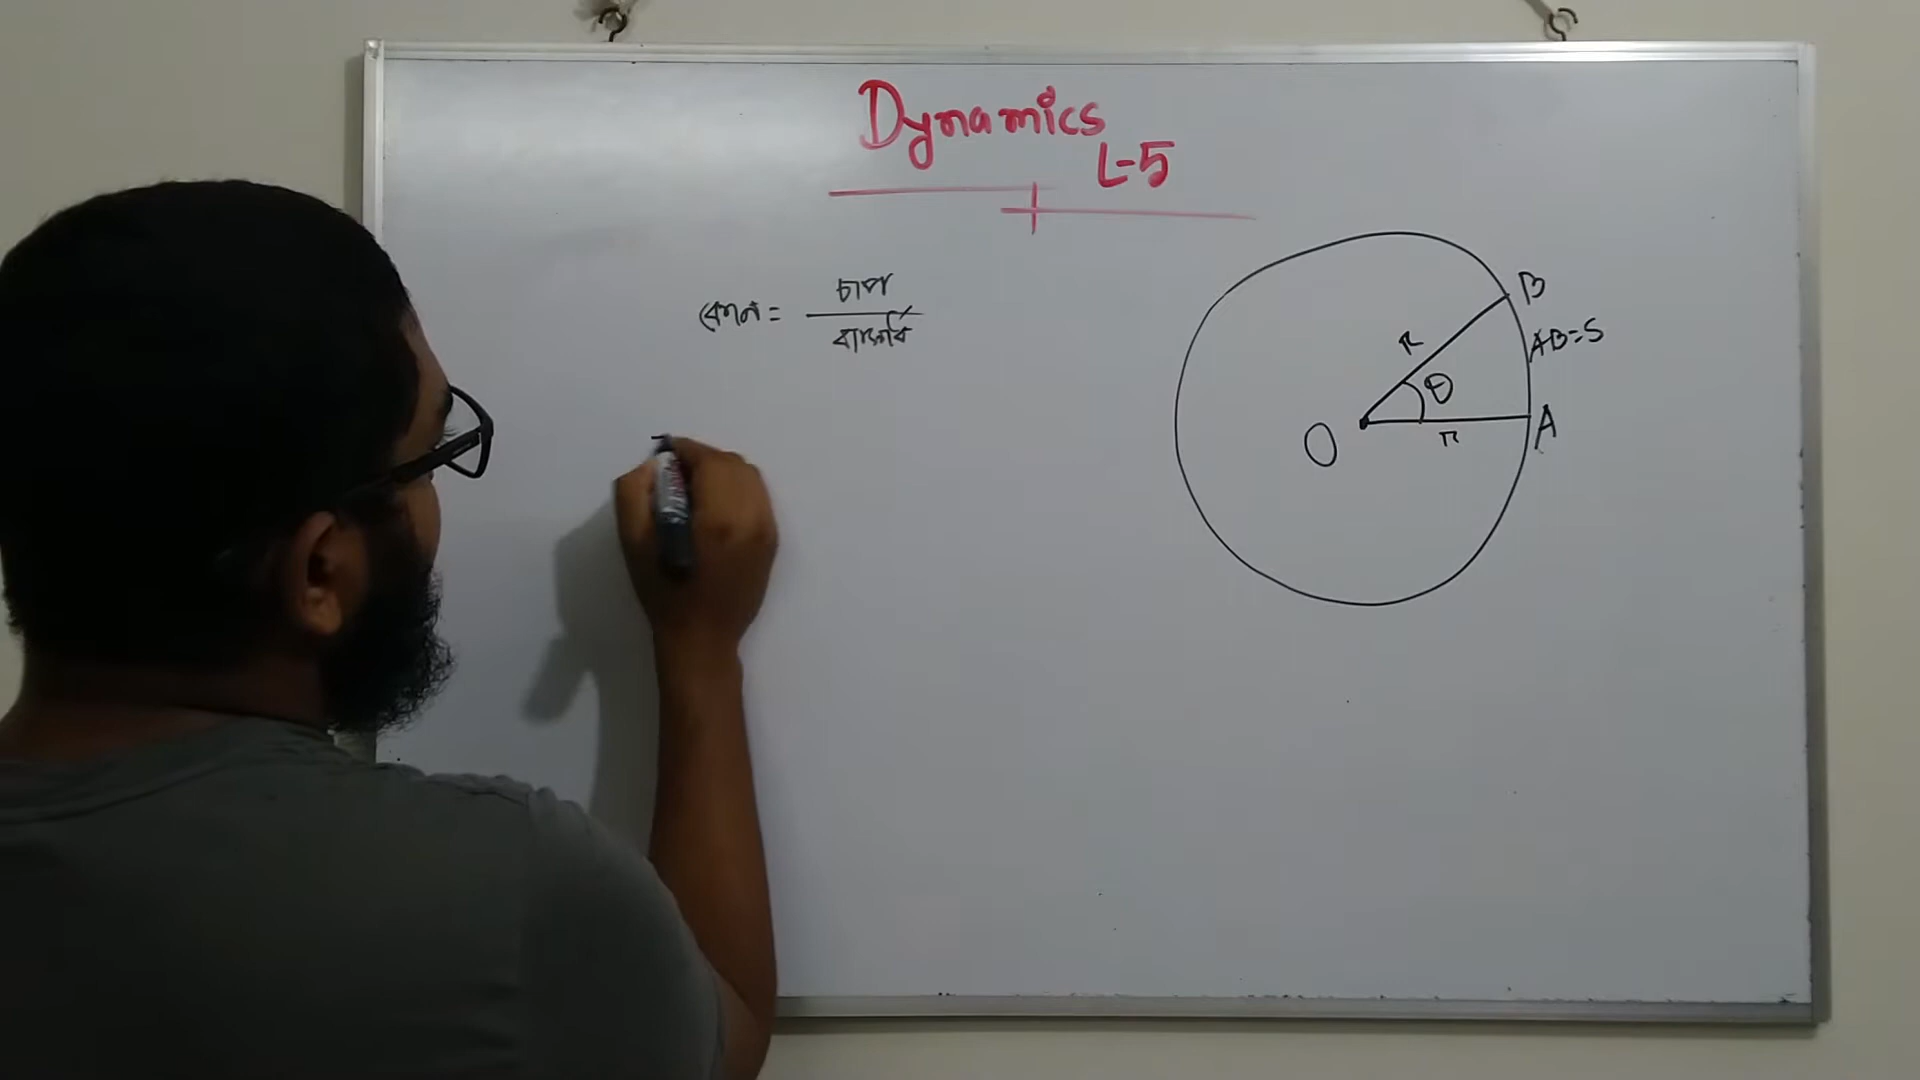 Dynamics
L-5
কোন = চাপ / ব্যাসার্ধ
B
r
AB=S
θ
O
r
A